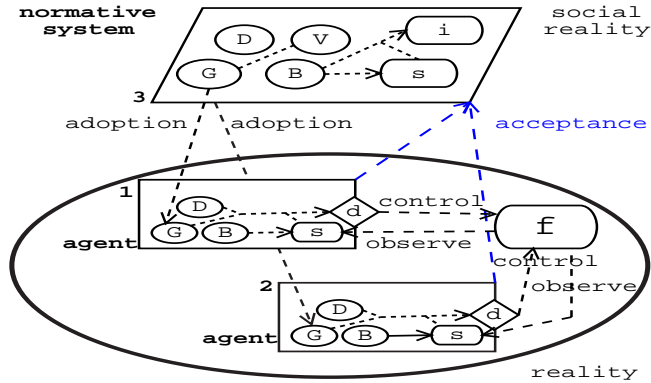 normative
system
social
reality
D
V
i
G
B
s
3
adoption
adoption
acceptance
1
D
d
control
G
B
s
f
agent
observe
control
2
observe
D
d
G
B
s
agent
reality